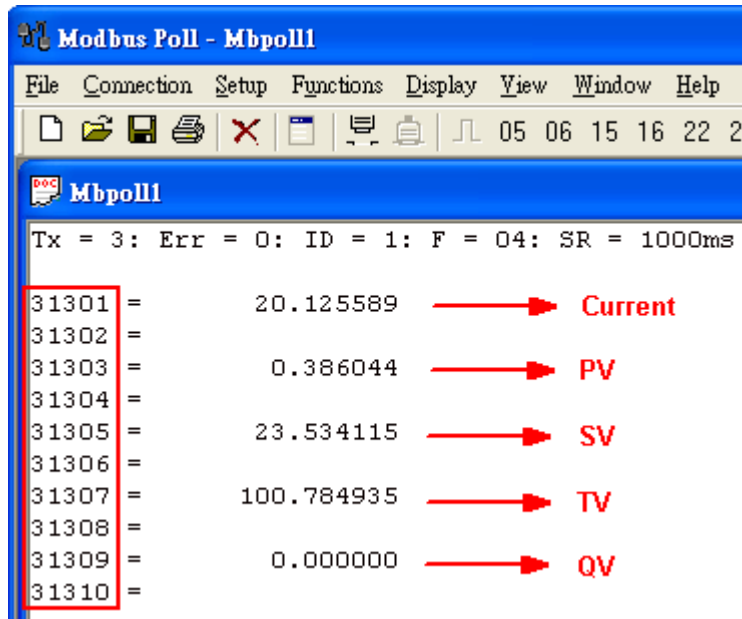 Modbus Poll - Mbpoll1
File Connection Setup Functions Display View Window Help
05 06 15 16 22
DOC Mbpoll1
Tx = 3: Err = 0: ID = 1: F = 04: SR = 1000ms
31301 = 20.125589 Current
31302 =
31303 = 0.386044 PV
31304 =
31305 = 23.534115 SV
31306 =
31307 = 100.784935 TV
31308 =
31309 = 0.000000 QV
31310 =